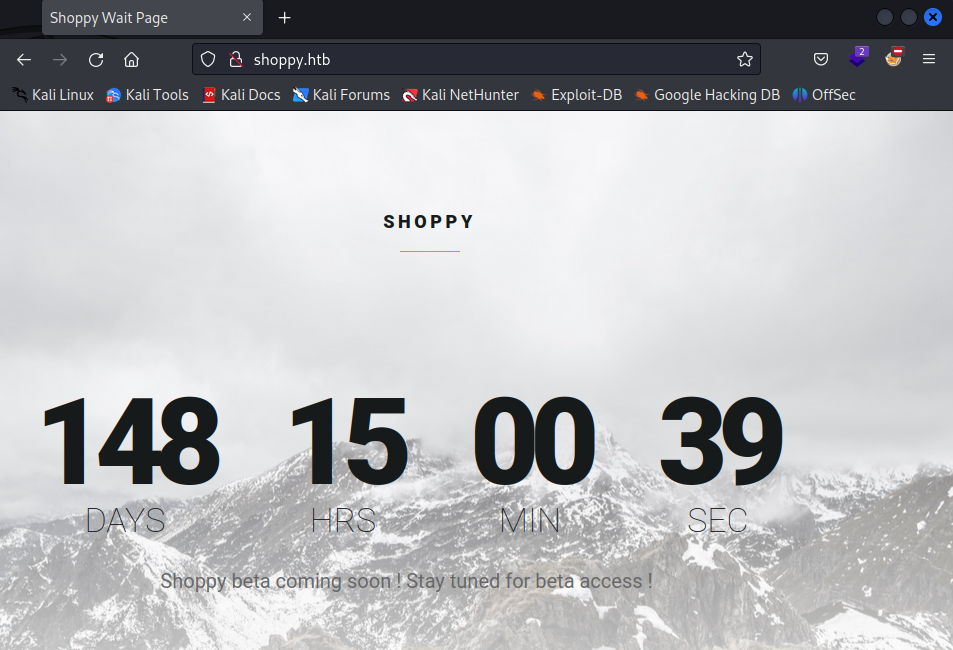 Shoppy Wait Page
shoppy.htb
2
Kali Linux Kali Tools Kali Docs Kali Forums Kali NetHunter Exploit-DB Google Hacking DB OffSec
SHOPPY
148 15 00 39
DAYS HRS MIN SEC
Shoppy beta coming soon ! Stay tuned for beta access !